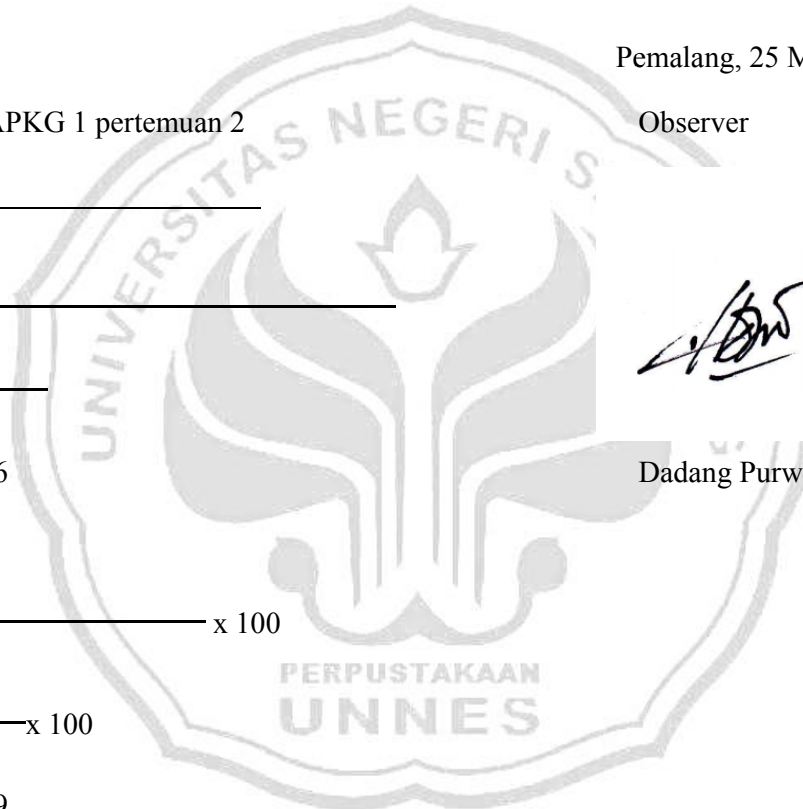 Pemalang, 25 M
APKG 1 pertemuan 2
Observer
UNIVERSITAS NEGERI S
6
Dadang Purw
x 100
PERPUSTAKAAN
UNNES
x 100
9